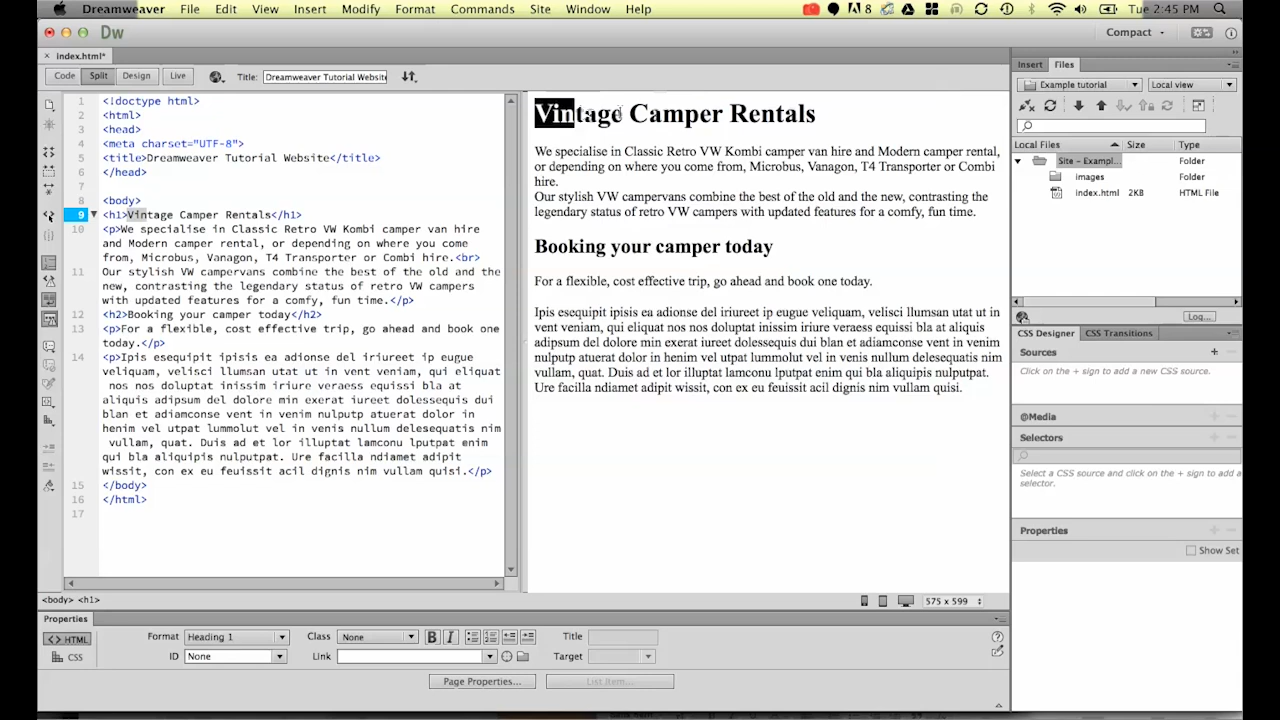 Dreamweaver File Edit View Insert Modify Format Commands Site Window Help 8 Tue 2:45 PM
Dw Compact
index.html*
Code Split Design Live Title: Dreamweaver Tutorial Website
1 <!doctype html>
2 <html>
3 <head>
4 <meta charset="UTF-8">
5 <title>Dreamweaver Tutorial Website</title>
6 </head>
7
8 <body>
9 <h1>Vintage Camper Rentals</h1>
10 <p>We specialise in Classic Retro VW Kombi camper van hire
and Modern camper rental, or depending on where you come
from, Microbus, Vanagon, T4 Transporter or Combi hire.<br>
11 Our stylish VW campervans combine the best of the old and the
new, contrasting the legendary status of retro VW campers
with updated features for a comfy, fun time.</p>
12 <h2>Booking your camper today</h2>
13 <p>For a flexible, cost effective trip, go ahead and book one
today.</p>
14 <p>Ipis esequipit ipisis ea adionse del iriureet ip eugue
veliquam, velisci llumsan utat ut in vent veniam, qui eliquat
nos nos doluptat inissim iriure veraess equissi bla at
aliquis adipsum del dolore min exerat iureet dolessequis dui
blan et adiamconse vent in venim nulputp atuerat dolor in
henim vel utpat lummolut vel in venis nullum delesequatis nim
vullam, quat. Duis ad et lor illuptat lamconu lputpat enim
qui bla aliquipis nulputpat. Ure facilla ndiamet adipit
wissit, con ex eu feuissit acil dignis nim vullam quisi.</p>
15 </body>
16 </html>
17
Vintage Camper Rentals
We specialise in Classic Retro VW Kombi camper van hire and Modern camper rental,
or depending on where you come from, Microbus, Vanagon, T4 Transporter or Combi
hire.
Our stylish VW campervans combine the best of the old and the new, contrasting the
legendary status of retro VW campers with updated features for a comfy, fun time.
Booking your camper today
For a flexible, cost effective trip, go ahead and book one today.
Ipis esequipit ipisis ea adionse del iriureet ip eugue veliquam, velisci llumsan utat ut in
vent veniam, qui eliquat nos nos doluptat inissim iriure veraess equissi bla at aliquis
adipsum del dolore min exerat iureet dolessequis dui blan et adiamconse vent in venim
nulputp atuerat dolor in henim vel utpat lummolut vel in venis nullum delesequatis nim
vullam, quat. Duis ad et lor illuptat lamconu lputpat enim qui bla aliquipis nulputpat.
Ure facilla ndiamet adipit wissit, con ex eu feuissit acil dignis nim vullam quisi.
Insert Files
Example tutorial Local view
Local Files Size Type
Site - Exampl... Folder
images Folder
index.html 2KB HTML File
Log...
CSS Designer CSS Transitions
Sources
Click on the + sign to add a new CSS source.
@Media
Selectors
Select a CSS source and click on the + sign to add a
selector.
Properties
Show Set
<body> <h1> 575 x 599
Properties
<> HTML Format Heading 1 Class None B I Title
CSS ID None Link Target
Page Properties... List Item...